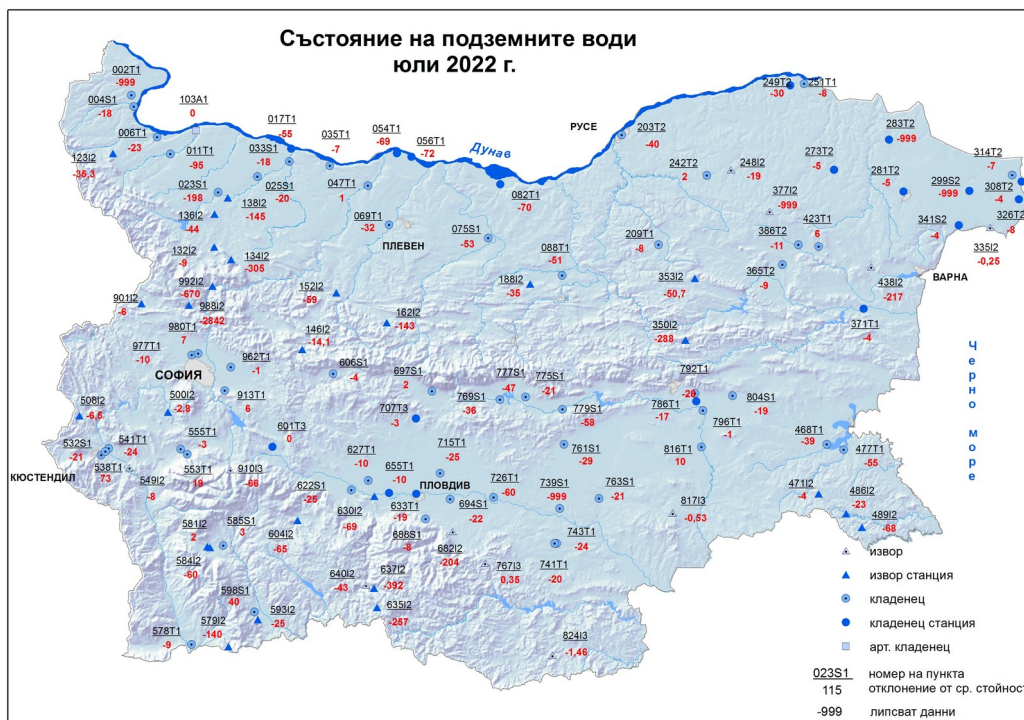 Състояние на подземните води
юли 2022 г.
002T1
-999
004S1
-18
103A1
0
006T1
-23
123I2
-35,3
011T1
-95
017T1
-55
033S1
-18
035T1
-7
054T1
-69
056T1
-72
Дунав
РУСЕ
203T2
-40
249T2
-30
251T1
-8
283T2
-999
314T2
-7
023S1
-198
138I2
-145
025S1
-20
047T1
1
082T1
-70
242T2
2
248I2
-19
273T2
-5
281T2
-5
299S2
-999
308T2
-4
326T2
-8
136I2
-44
069T1
-32
ПЛЕВЕН
075S1
-53
377I2
-999
423T1
6
386T2
-11
341S2
-4
335I2
-0,25
132I2
-9
134I2
-305
088T1
-51
209T1
-8
365T2
-9
ВАРНА
992I2
-670
152I2
-59
188I2
-35
353I2
-50,7
438I2
-217
901I2
-6
988I2
-2842
162I2
-143
350I2
-288
371T1
-4
980T1
7
977T1
-10
146I2
-14,1
962T1
-1
606S1
-4
697S1
2
777S1
-47
775S1
-21
792T1
-26
Черно море
СОФИЯ
500I2
-2,8
913T1
6
769S1
-36
779S1
-58
786T1
-17
804S1
-19
508I2
-6,5
707T3
-3
796T1
-1
532S1
-21
541T1
-24
555T1
-3
601T3
0
627T1
-10
715T1
-25
761S1
-29
816T1
10
468T1
-39
477T1
-55
КЮСТЕНДИЛ
538T1
73
549I2
-8
553T1
19
910I3
-66
622S1
-25
655T1
-10
ПЛОВДИВ
726T1
-60
739S1
-999
763S1
-21
471I2
-4
486I2
-23
630I2
-69
633T1
-19
694S1
-22
817I3
-0,53
489I2
-68
581I2
2
585S1
3
604I2
-65
688S1
-8
682I2
-204
743T1
-24
584I2
-60
640I2
-43
637I2
-392
767I3
0,35
741T1
-20
598S1
40
593I2
-25
635I2
-257
578T1
-9
579I2
-140
824I3
-1,46
извор
извор станция
кладенец
кладенец станция
арт. кладенец
023S1 номер на пункта
115 отклонение от ср. стойност
-999 липсват данни